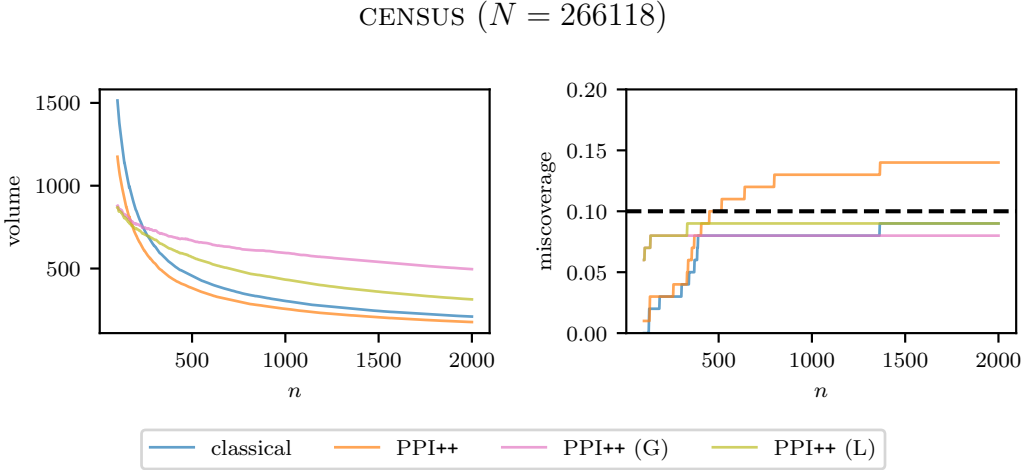 CENSUS (N = 266118)
volume
1500
1000
500
500 1000 1500 2000
n
miscoverage
0.20
0.15
0.10
0.05
0.00
500 1000 1500 2000
n
classical PPI++ PPI++ (G) PPI++ (L)